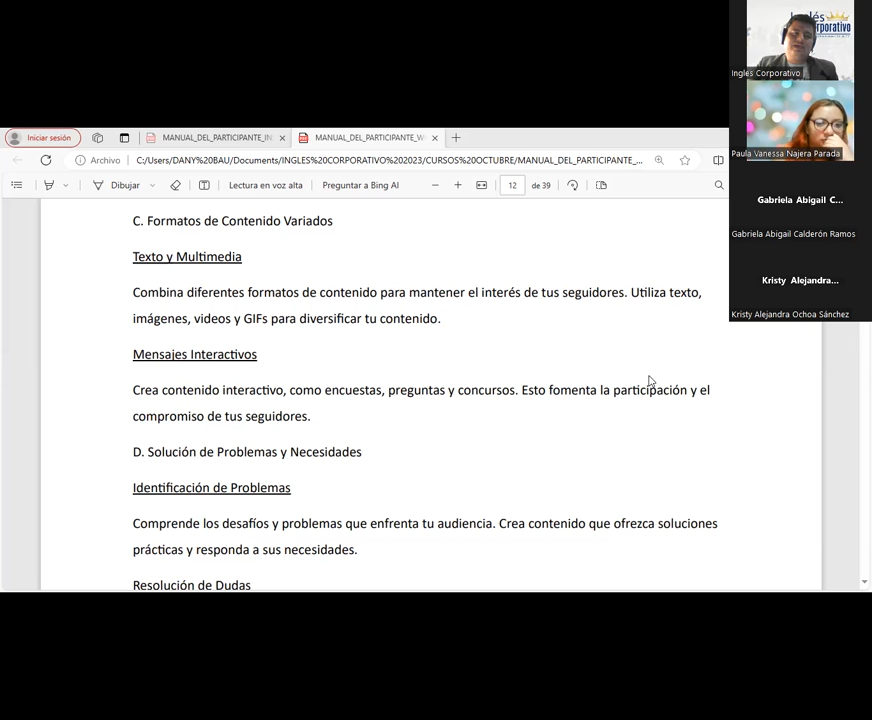 Inglés
Corporativo
Ingles Corporativo
Iniciar sesión
MANUAL_DEL_PARTICIPANTE_IN
MANUAL_DEL_PARTICIPANTE_W
Paula Vanessa Najera Parada
Archivo
C:/Users/DANY%20BAU/Documents/INGLES%20CORPORATIVO%202023/CURSOS%20OCTUBRE/MANUAL_DEL_PARTICIPANTE_...
Dibujar
Lectura en voz alta
Preguntar a Bing AI
12
de 39
Gabriela Abigail C...
Gabriela Abigail Calderón Ramos
Kristy Alejandra...
Kristy Alejandra Ochoa Sánchez
C. Formatos de Contenido Variados
Texto y Multimedia
Combina diferentes formatos de contenido para mantener el interés de tus seguidores. Utiliza texto,
imágenes, videos y GIFs para diversificar tu contenido.
Mensajes Interactivos
Crea contenido interactivo, como encuestas, preguntas y concursos. Esto fomenta la participación y el
compromiso de tus seguidores.
D. Solución de Problemas y Necesidades
Identificación de Problemas
Comprende los desafíos y problemas que enfrenta tu audiencia. Crea contenido que ofrezca soluciones
prácticas y responda a sus necesidades.
Resolución de Dudas